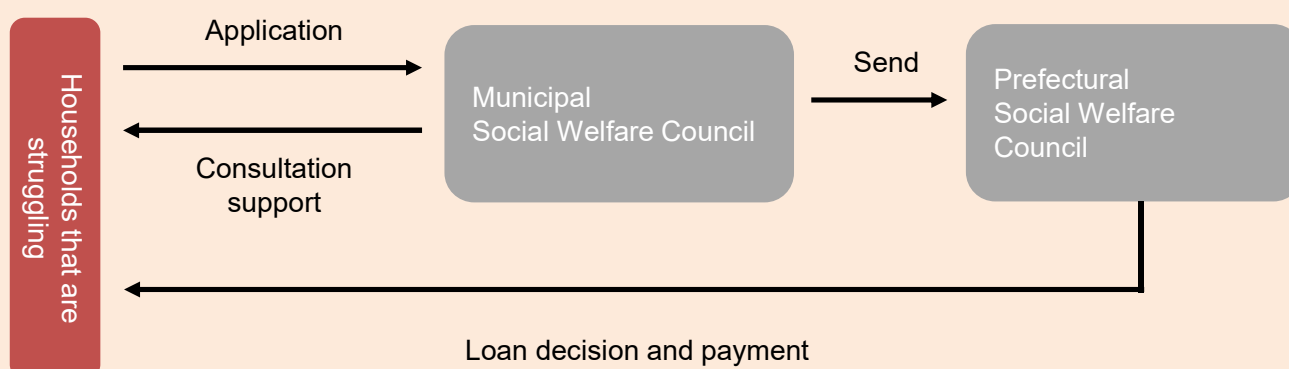 Households that are
struggling
Application
Consultation
support
Municipal
Social Welfare Council
Send
Prefectural
Social Welfare
Council
Loan decision and payment